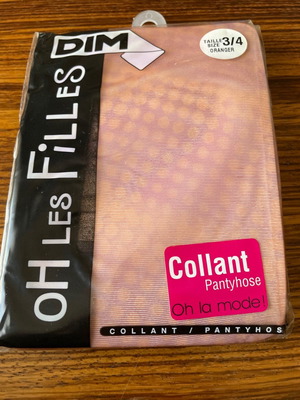 DIM
TAILLE
SIZE 3/4
ORANGER
OH LES FiLLES
Collant
Pantyhose
Oh la mode!
COLLANT / PANTYHOS